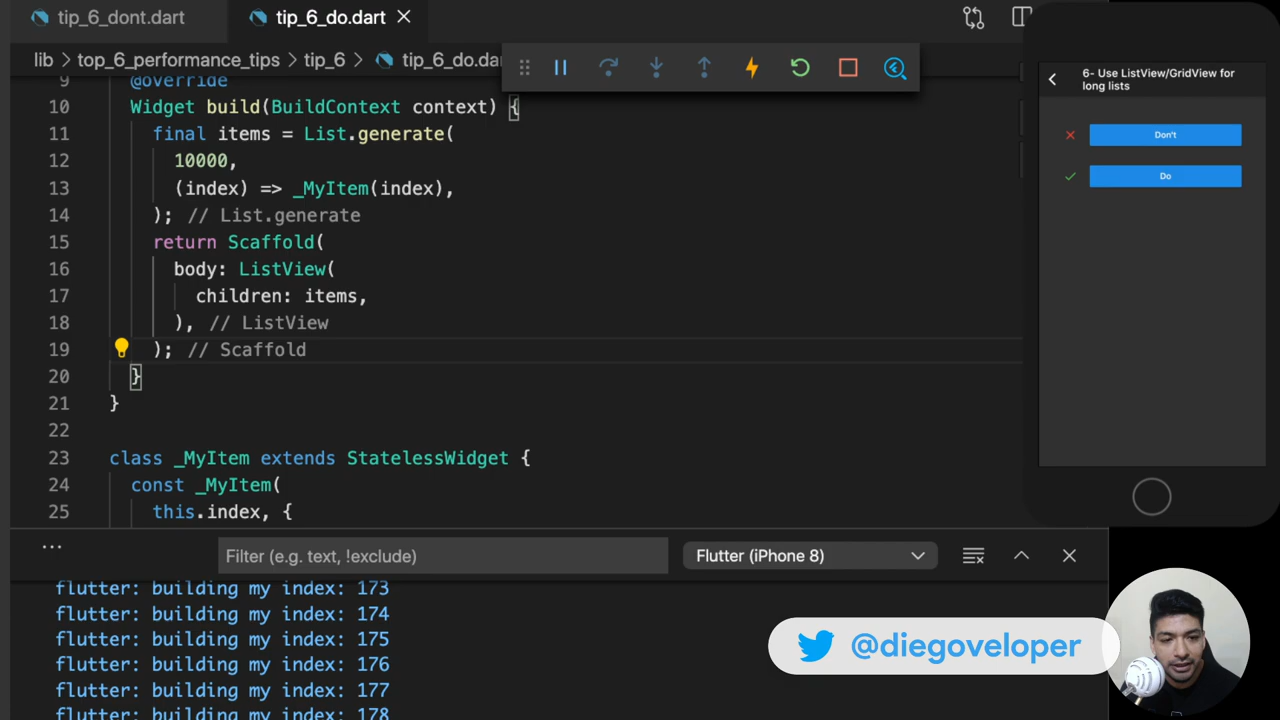 tip_6_dont.dart
tip_6_do.dart
lib > top_6_performance_tips > tip_6 > tip_6_do.dar
9 @override
10 Widget build(BuildContext context) {
11 final items = List.generate(
12 10000,
13 (index) => _MyItem(index),
14 ); // List.generate
15 return Scaffold(
16 body: ListView(
17 children: items,
18 ), // ListView
19 ); // Scaffold
20 }
21 }
22
23 class _MyItem extends StatelessWidget {
24 const _MyItem(
25 this.index, {
6- Use ListView/GridView for
long lists
Don't
Do
...
Filter (e.g. text, !exclude)
Flutter (iPhone 8)
flutter: building my index: 173
flutter: building my index: 174
flutter: building my index: 175
flutter: building my index: 176
flutter: building my index: 177
flutter: building my index: 178
@diegoveloper